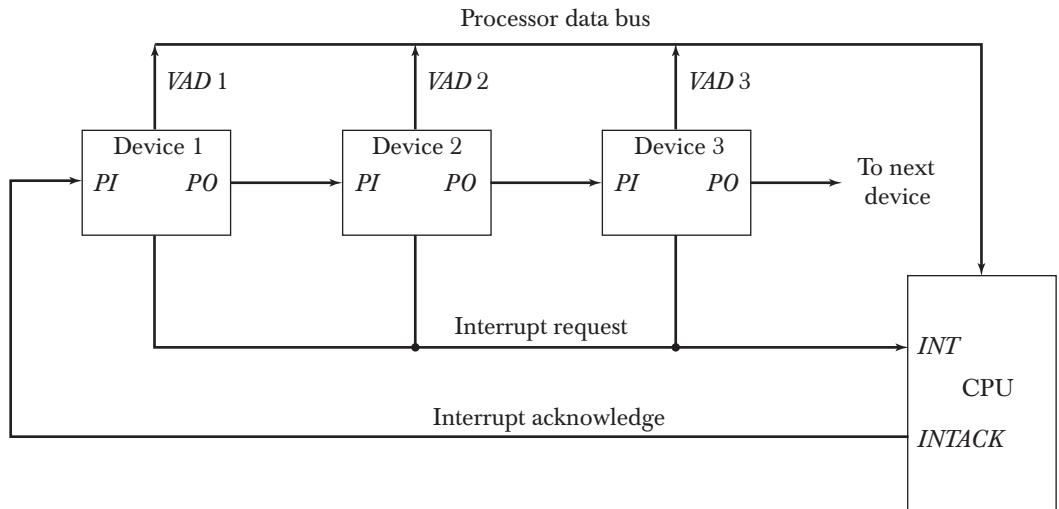 Processor data bus
VAD 1
VAD 2
VAD 3
Device 1
PI PO
Device 2
PI PO
Device 3
PI PO
To next
device
Interrupt request
INT
CPU
Interrupt acknowledge
INTACK